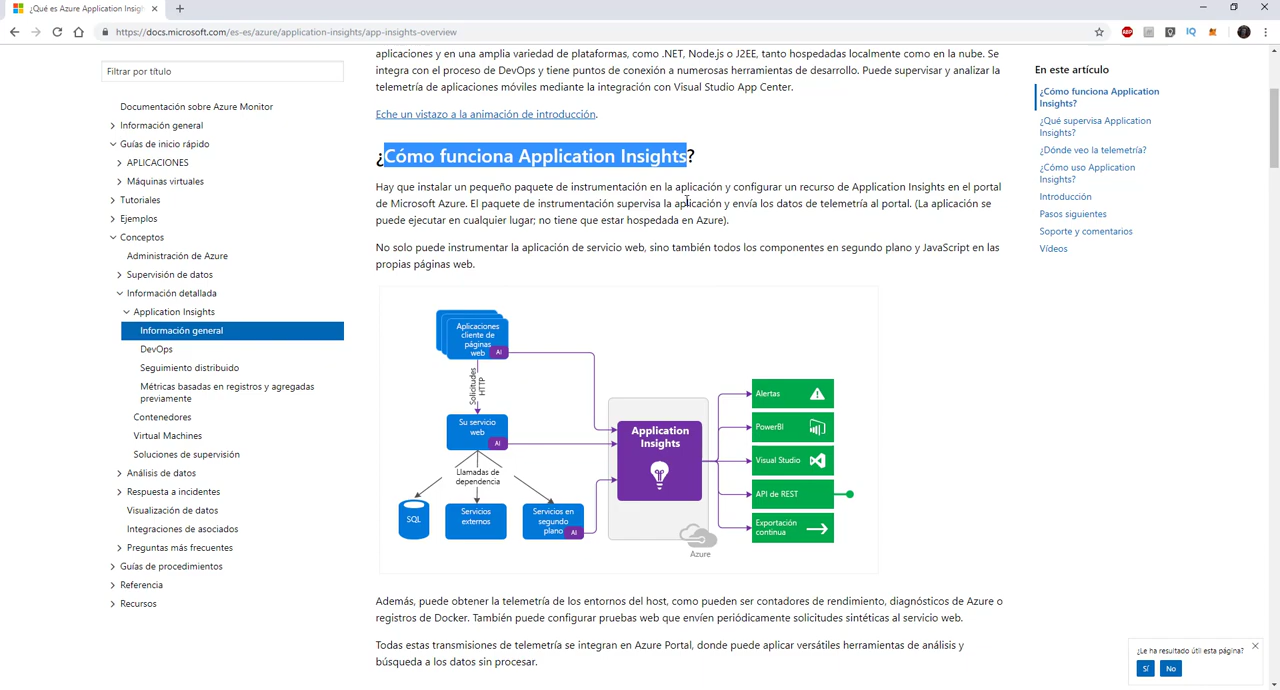 ¿Qué es Azure Application Insigh
https://docs.microsoft.com/es-es/azure/application-insights/app-insights-overview
ABP
IQ
Filtrar por título
Documentación sobre Azure Monitor
Información general
Guías de inicio rápido
APLICACIONES
Máquinas virtuales
Tutoriales
Ejemplos
Conceptos
Administración de Azure
Supervisión de datos
Información detallada
Application Insights
Información general
DevOps
Seguimiento distribuido
Métricas basadas en registros y agregadas
previamente
Contenedores
Virtual Machines
Soluciones de supervisión
Análisis de datos
Respuesta a incidentes
Visualización de datos
Integraciones de asociados
Preguntas más frecuentes
Guías de procedimientos
Referencia
Recursos
aplicaciones y en una amplia variedad de plataformas, como .NET, Node.js o J2EE, tanto hospedadas localmente como en la nube. Se
integra con el proceso de DevOps y tiene puntos de conexión a numerosas herramientas de desarrollo. Puede supervisar y analizar la
telemetría de aplicaciones móviles mediante la integración con Visual Studio App Center.
Eche un vistazo a la animación de introducción.
¿Cómo funciona Application Insights?
Hay que instalar un pequeño paquete de instrumentación en la aplicación y configurar un recurso de Application Insights en el portal
de Microsoft Azure. El paquete de instrumentación supervisa la aplicación y envía los datos de telemetría al portal. (La aplicación se
puede ejecutar en cualquier lugar; no tiene que estar hospedada en Azure).
No solo puede instrumentar la aplicación de servicio web, sino también todos los componentes en segundo plano y JavaScript en las
propias páginas web.
Aplicaciones
cliente de
páginas
web
AI
Solicitudes
HTTP
Su servicio
web
AI
Llamadas de
dependencia
SQL
Servicios
externos
Servicios en
segundo
plano
AI
Application
Insights
Azure
Alertas
PowerBI
Visual Studio
API de REST
Exportación
continua
Además, puede obtener la telemetría de los entornos del host, como pueden ser contadores de rendimiento, diagnósticos de Azure o
registros de Docker. También puede configurar pruebas web que envíen periódicamente solicitudes sintéticas al servicio web.
Todas estas transmisiones de telemetría se integran en Azure Portal, donde puede aplicar versátiles herramientas de análisis y
búsqueda a los datos sin procesar.
En este artículo
¿Cómo funciona Application
Insights?
¿Qué supervisa Application
Insights?
¿Dónde veo la telemetría?
¿Cómo uso Application
Insights?
Introducción
Pasos siguientes
Soporte y comentarios
Vídeos
¿Le ha resultado útil esta página?
Sí
No